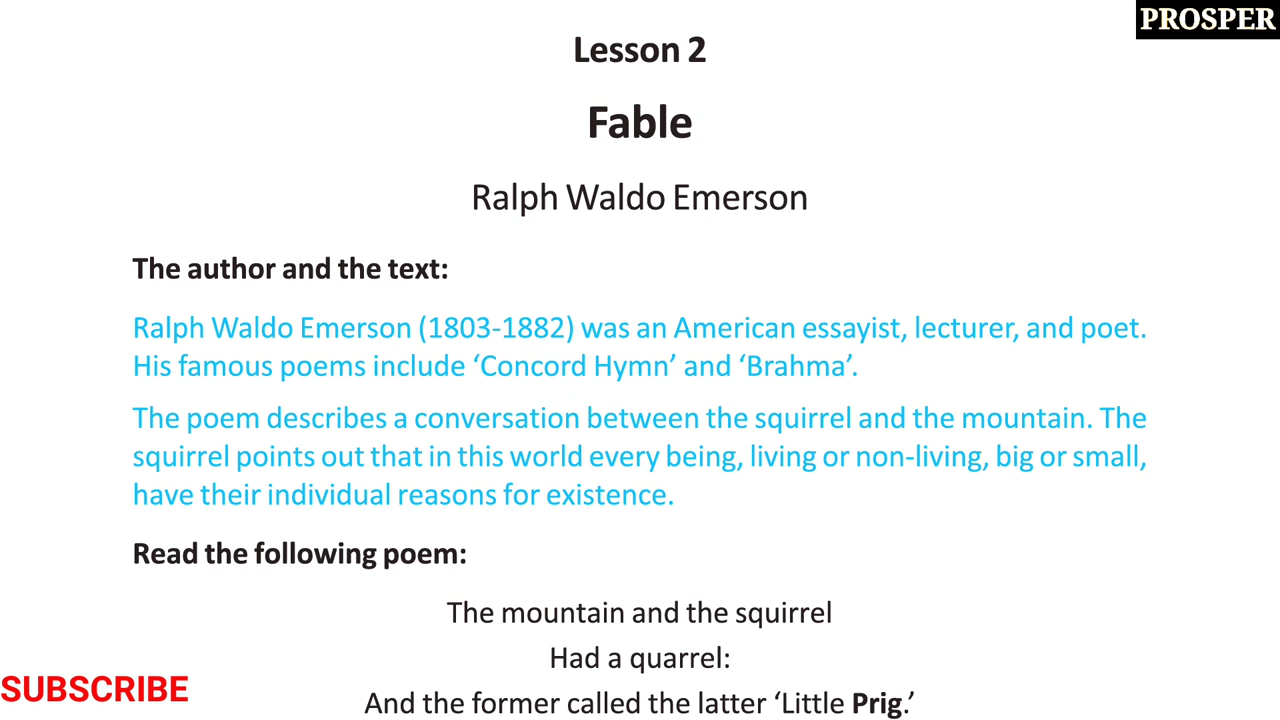 PROSPER
Lesson 2
Fable
Ralph Waldo Emerson
The author and the text:
Ralph Waldo Emerson (1803-1882) was an American essayist, lecturer, and poet.
His famous poems include ‘Concord Hymn’ and ‘Brahma’.
The poem describes a conversation between the squirrel and the mountain. The
squirrel points out that in this world every being, living or non-living, big or small,
have their individual reasons for existence.
Read the following poem:
The mountain and the squirrel
Had a quarrel:
And the former called the latter ‘Little Prig.’
SUBSCRIBE